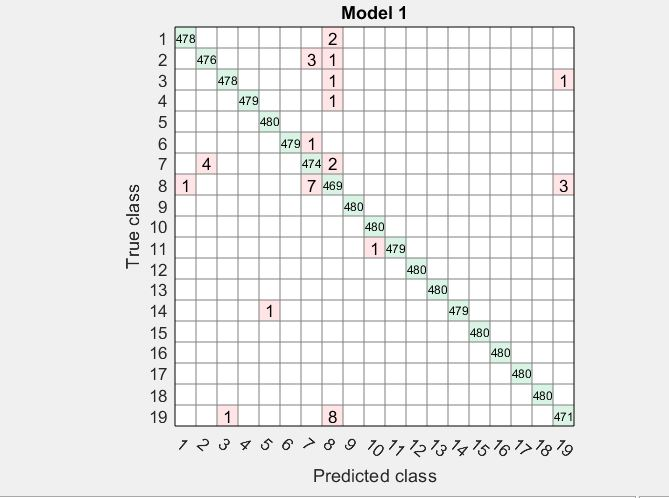 Model 1
1 478 2
2 476 3 1
3 478 1 1
4 479 1
5 480
6 479 1
7 4 474 2
8 1 7 469 3
9 480
10 480
11 1 479
12 480
13 480
14 1 479
15 480
16 480
17 480
18 480
19 1 8 471
True class
1 2 3 4 5 6 7 8 9 10 11 12 13 14 15 16 17 18 19
Predicted class